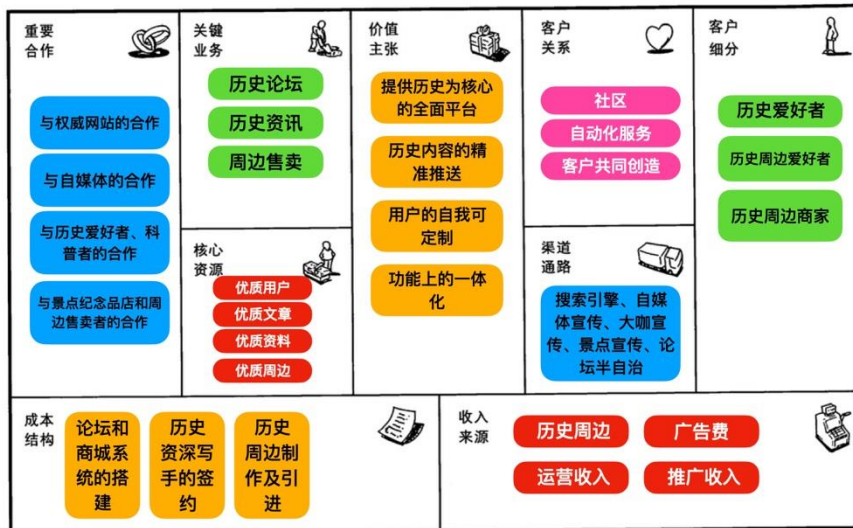 重要
合作
与权威网站的合作
与自媒体的合作
与历史爱好者、科
普者的合作
与景点纪念品店和周
边售卖者的合作
关键
业务
历史论坛
历史资讯
周边售卖
核心
资源
优质用户
优质文章
优质资料
优质周边
价值
主张
提供历史为核心
的全面平台
历史内容的精
准推送
用户的自我可
定制
功能上的一体
化
客户
关系
社区
自动化服务
客户共同创造
渠道
通路
搜索引擎、自媒
体宣传、大咖宣
传、景点宣传、论
坛半自治
客户
细分
历史爱好者
历史周边爱好者
历史周边商家
成本
结构
论坛和
商城系
统的搭
建
历史
资深写
手的签
约
历史
周边制
作及引
进
收入
来源
历史周边
广告费
运营收入
推广收入